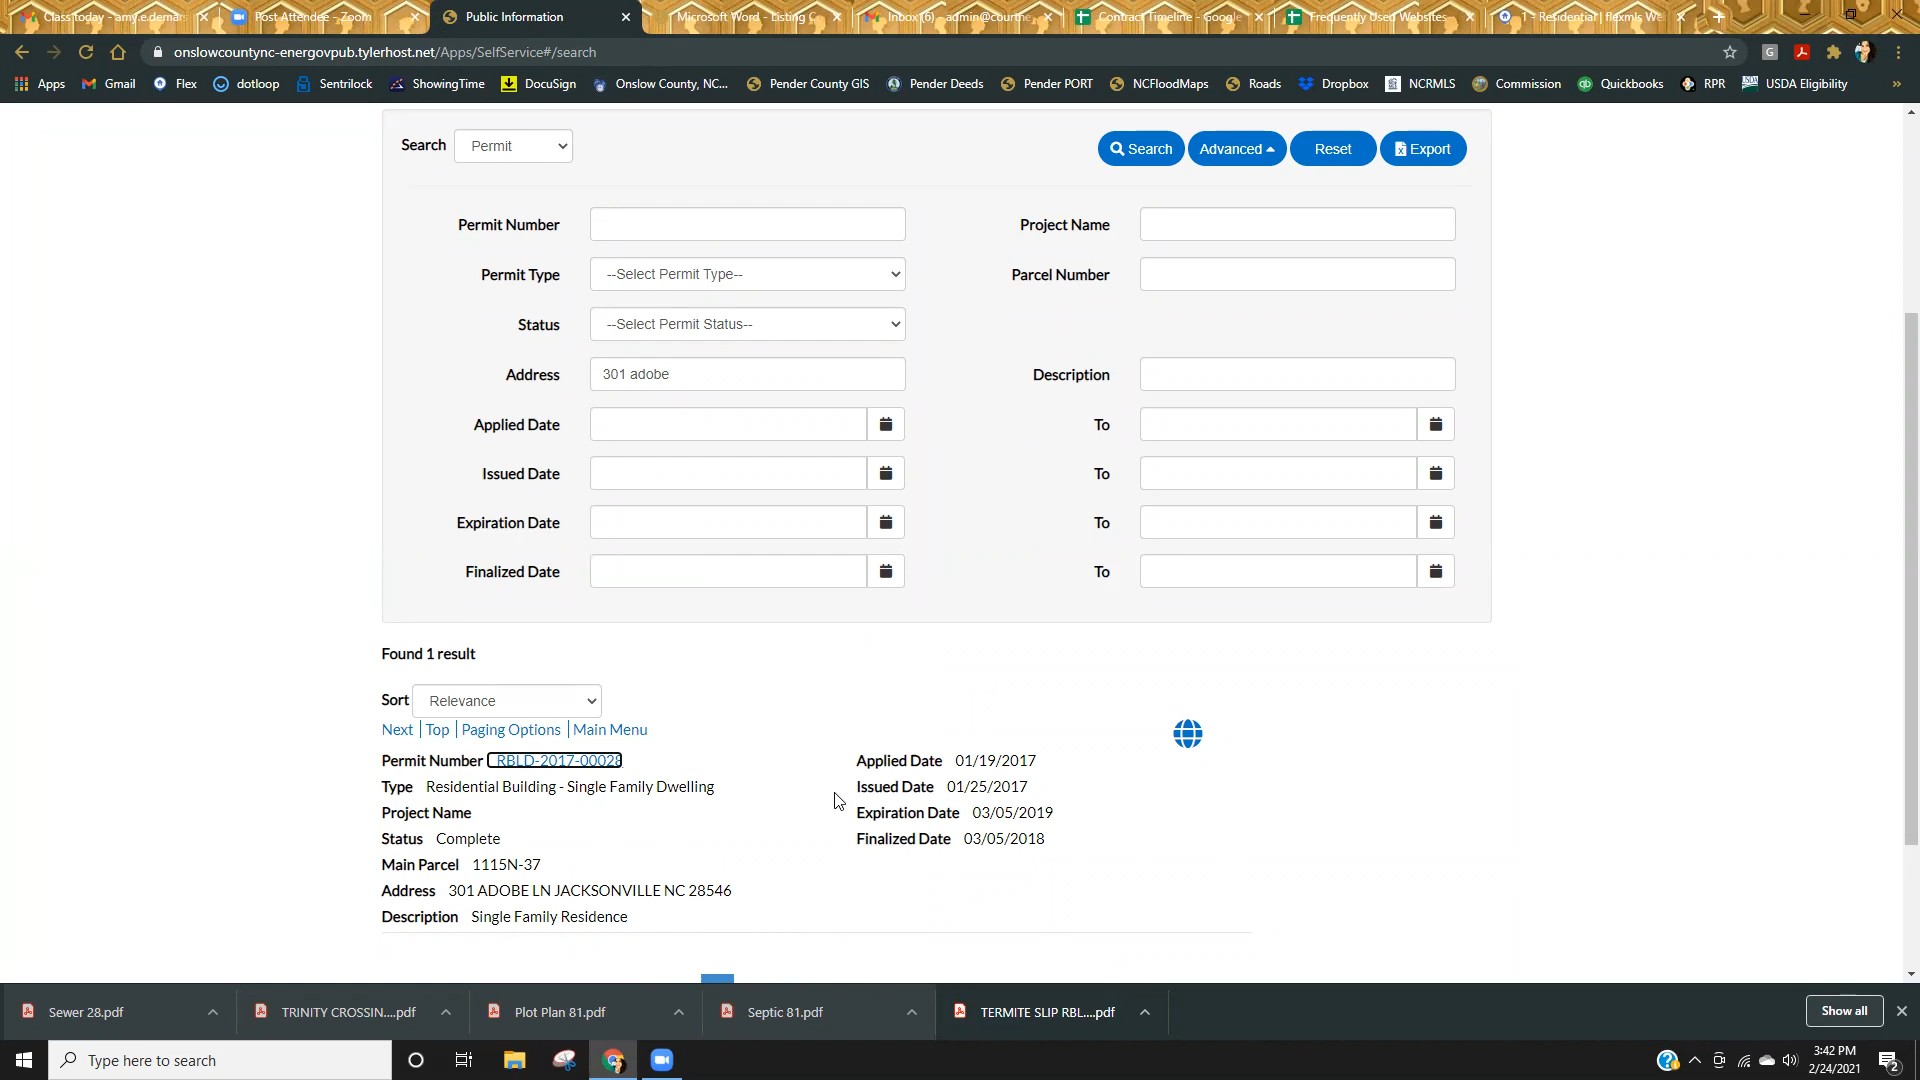 Class today - amy.e.demar
Post Attendee - Zoom
Public Information
Microsoft Word - Listing C
Inbox (6) - admin@courtne
Contract Timeline - Google
Frequently Used Websites
1 - Residential | flexmls We
onslowcountync-energovpub.tylerhost.net/Apps/SelfService#/search
Apps Gmail Flex dotloop Sentrilock ShowingTime DocuSign Onslow County, NC... Pender County GIS Pender Deeds Pender PORT NCFloodMaps Roads Dropbox NCRMLS Commission Quickbooks RPR USDA Eligibility »
Search Permit Search Advanced Reset Export
Permit Number Project Name
Permit Type --Select Permit Type-- Parcel Number
Status --Select Permit Status--
Address 301 adobe Description
Applied Date To
Issued Date To
Expiration Date To
Finalized Date To
Found 1 result
Sort Relevance
Next | Top | Paging Options | Main Menu
Permit Number RBLD-2017-00028 Applied Date 01/19/2017
Type Residential Building - Single Family Dwelling Issued Date 01/25/2017
Project Name Expiration Date 03/05/2019
Status Complete Finalized Date 03/05/2018
Main Parcel 1115N-37
Address 301 ADOBE LN JACKSONVILLE NC 28546
Description Single Family Residence
Sewer 28.pdf TRINITY CROSSIN....pdf Plot Plan 81.pdf Septic 81.pdf TERMITE SLIP RBL....pdf Show all
Type here to search 3:42 PM
2/24/2021 2